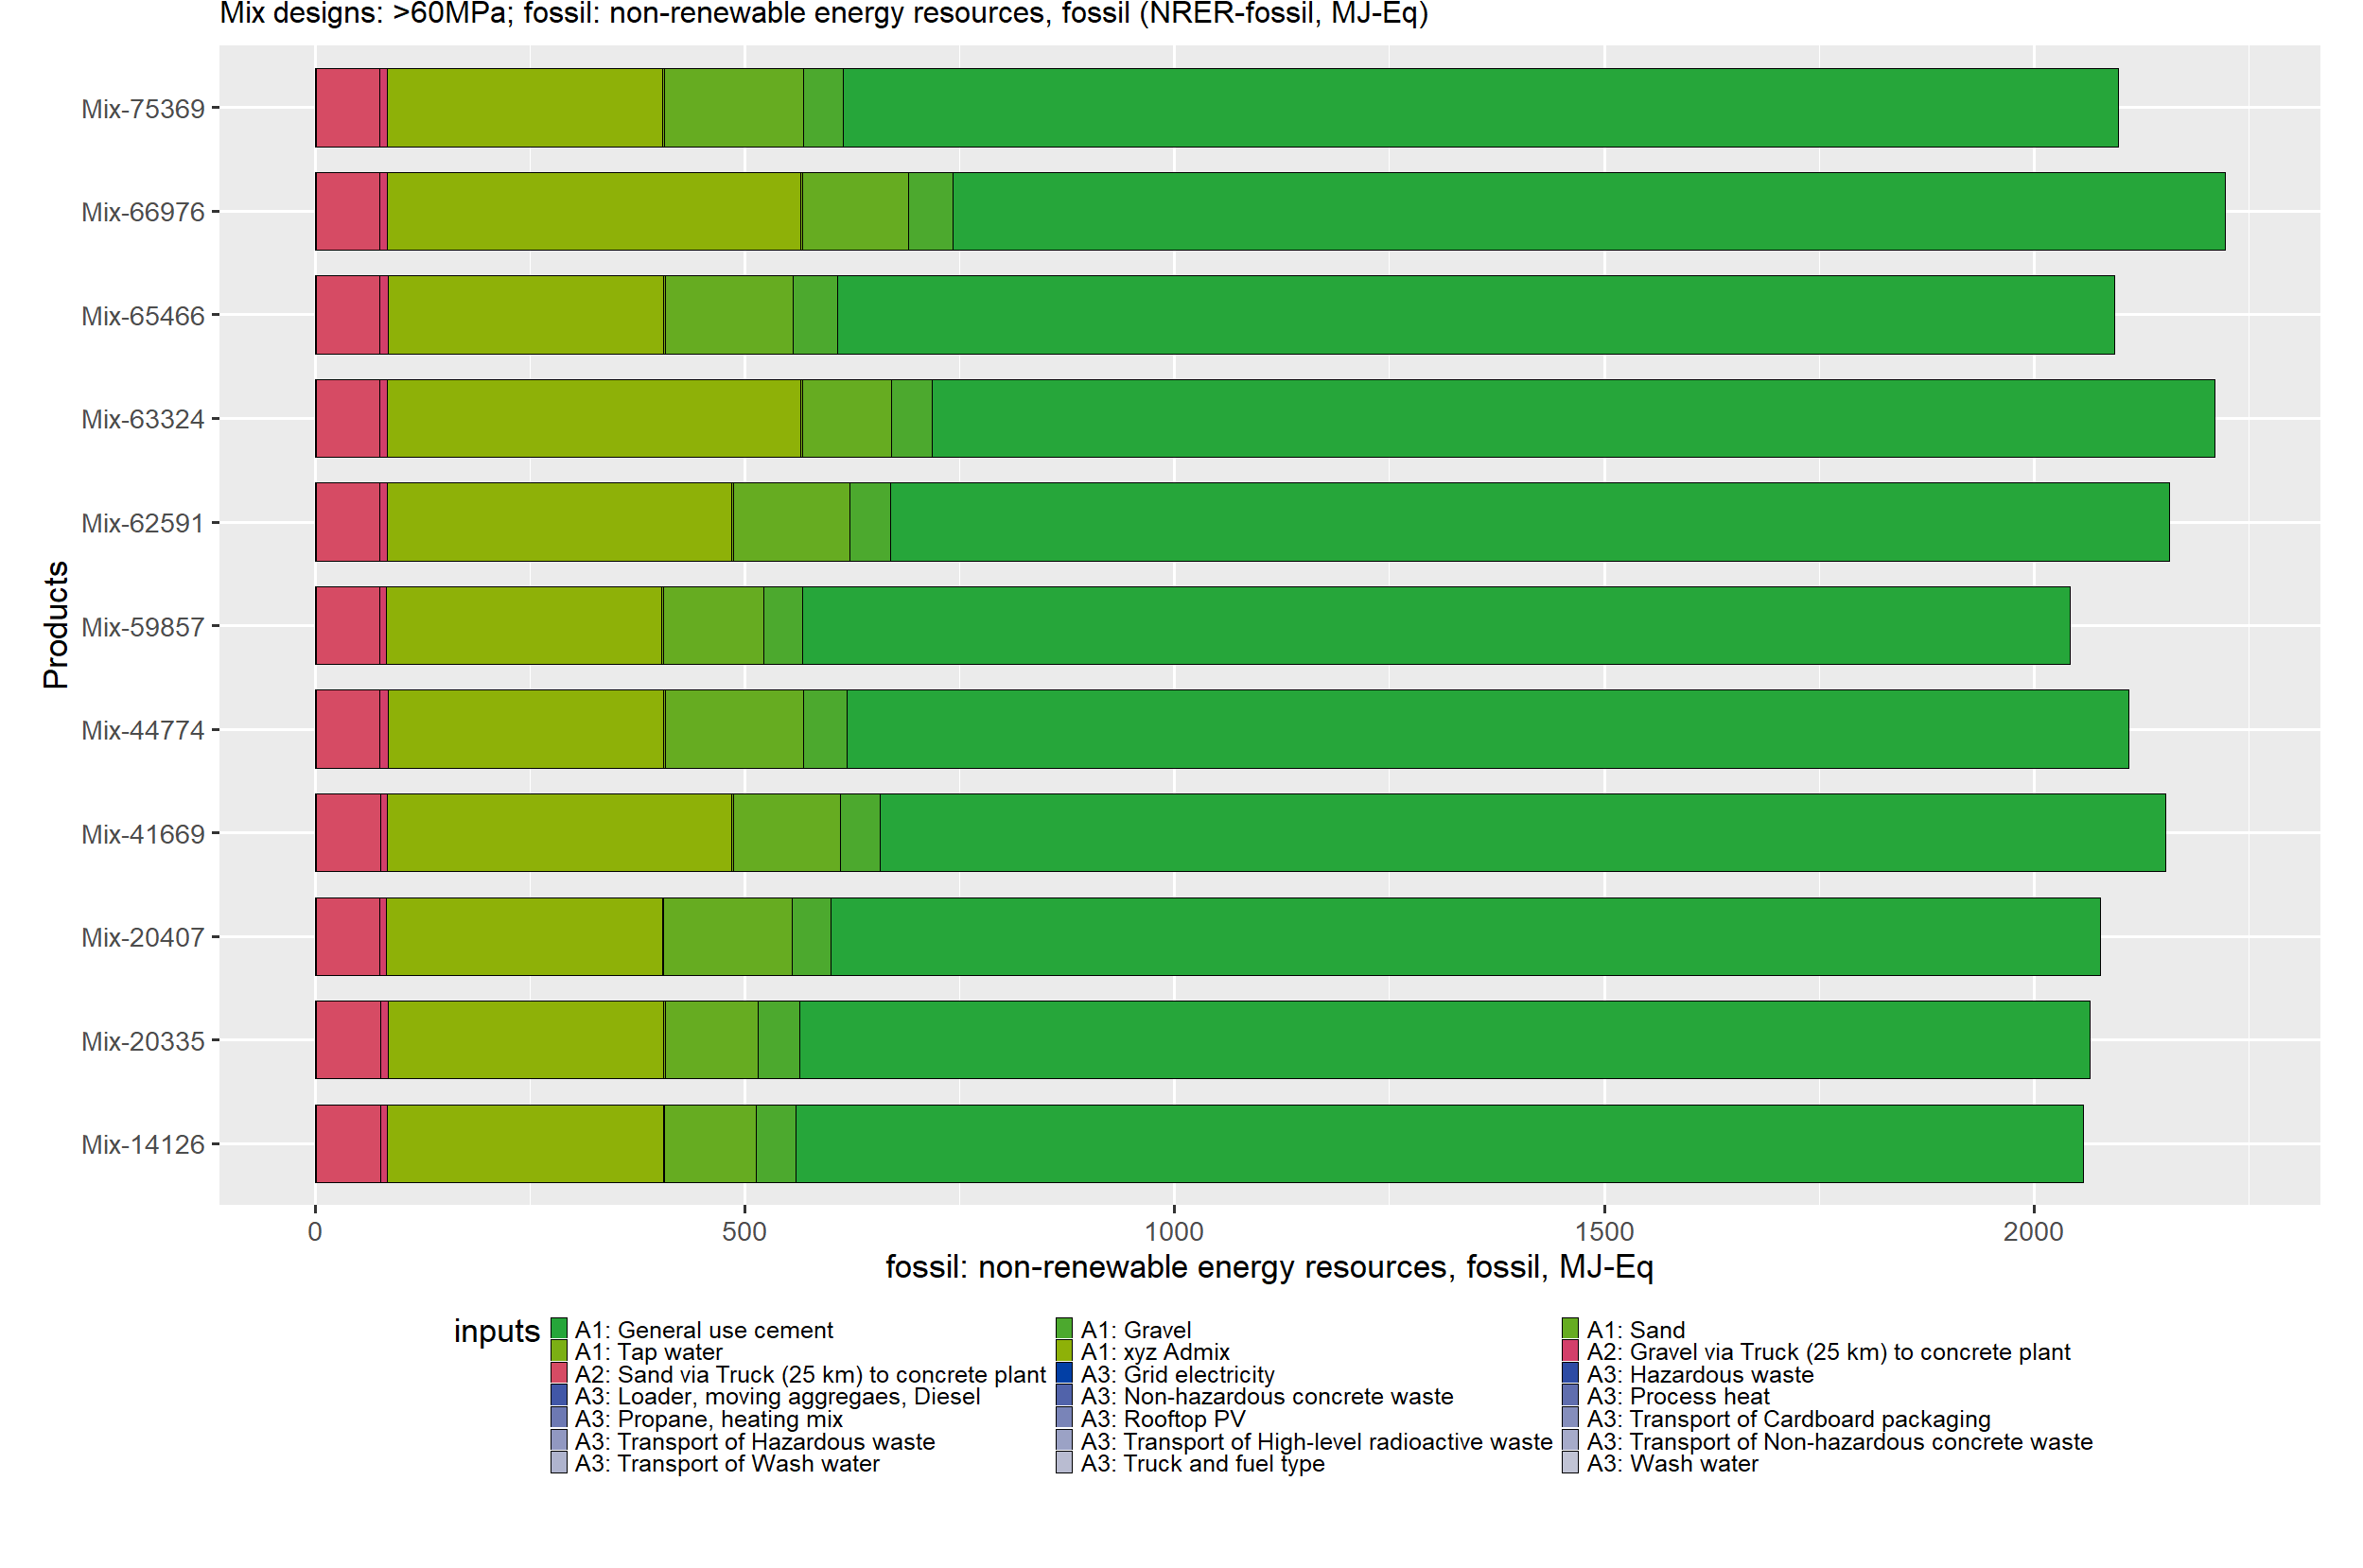 Mix designs: >60MPa; fossil: non-renewable energy resources, fossil (NRER-fossil, MJ-Eq)
Products
Mix-75369
Mix-66976
Mix-65466
Mix-63324
Mix-62591
Mix-59857
Mix-44774
Mix-41669
Mix-20407
Mix-20335
Mix-14126
0 500 1000 1500 2000
fossil: non-renewable energy resources, fossil, MJ-Eq
inputs
A1: General use cement A1: Gravel A1: Sand
A1: Tap water A1: xyz Admix A2: Gravel via Truck (25 km) to concrete plant
A2: Sand via Truck (25 km) to concrete plant A3: Grid electricity A3: Hazardous waste
A3: Loader, moving aggregaes, Diesel A3: Non-hazardous concrete waste A3: Process heat
A3: Propane, heating mix A3: Rooftop PV A3: Transport of Cardboard packaging
A3: Transport of Hazardous waste A3: Transport of High-level radioactive waste A3: Transport of Non-hazardous concrete waste
A3: Transport of Wash water A3: Truck and fuel type A3: Wash water